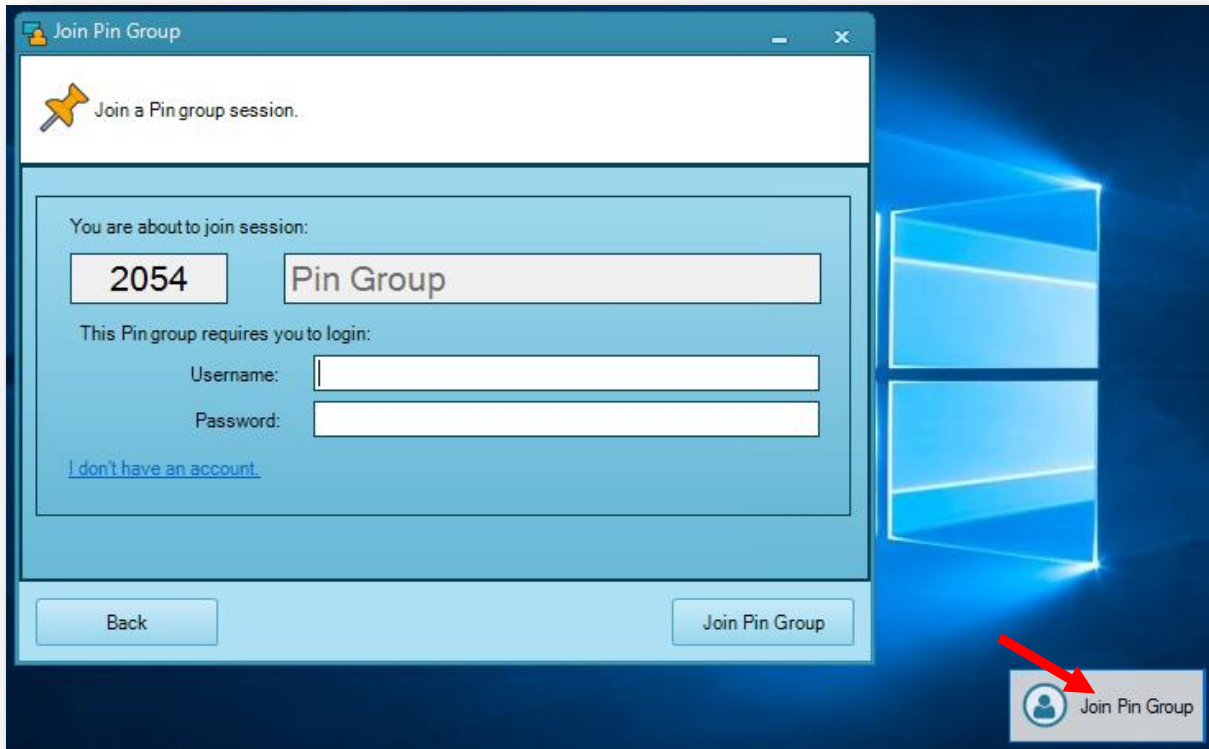 Join Pin Group
Join a Pin group session.
You are about to join session:
2054 Pin Group
This Pin group requires you to login:
Username:
Password:
I don't have an account.
Back Join Pin Group
Join Pin Group